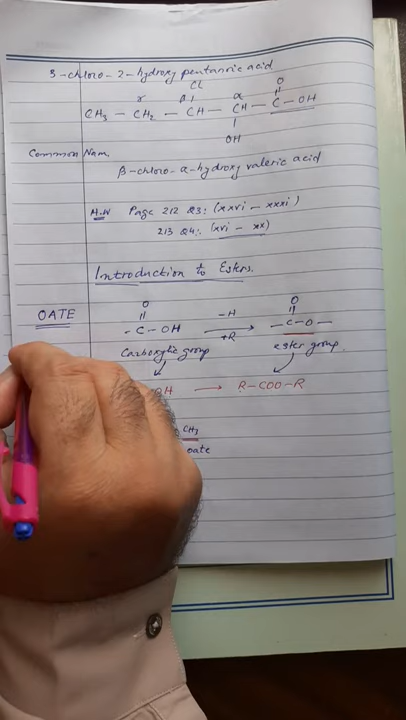 3-chloro-2-hydroxy pentanoic acid
Cl O
γ β α ||
CH₃ – CH₂ – CH – CH – C – OH
|
OH
Common Nam.
β-chloro-α-hydroxy valeric acid
H.W Page 212 Q3: (xxvi – xxxi)
213 Q4: (xvi – xx)
Introduction to Esters.
OATE
O O
|| ||
- C – OH –H +R – C – O –
Carboxylic group ester group.
OH → R–COO–R
CH₃
oate